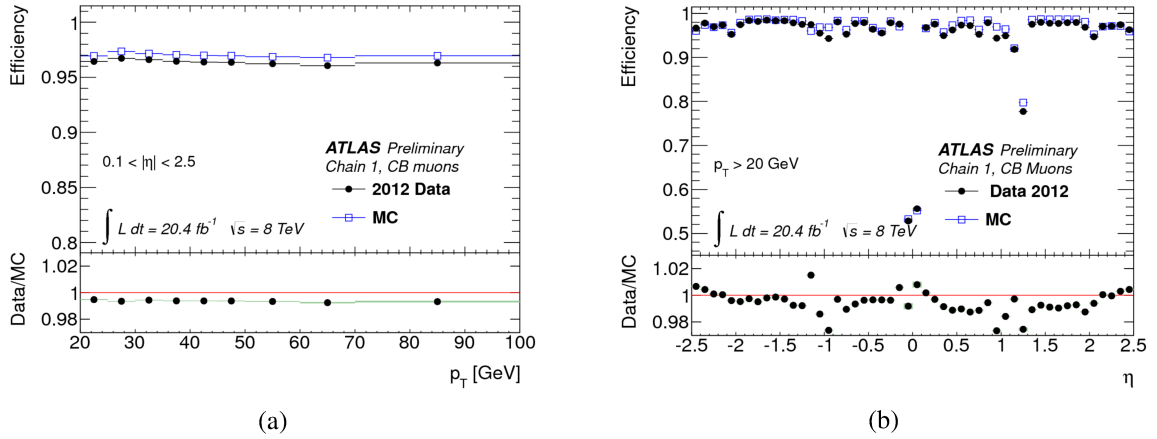 Efficiency
1
0.95
0.9
0.85
0.8
0.1 < |η| < 2.5
ATLAS Preliminary
Chain 1, CB muons
2012 Data
MC
∫ L dt = 20.4 fb⁻¹ √s = 8 TeV
Data/MC
1.02
1
0.98
20 30 40 50 60 70 80 90 100
p_T [GeV]
(a)
Efficiency
1
0.9
0.8
0.7
0.6
0.5
p_T > 20 GeV
ATLAS Preliminary
Chain 1, CB Muons
Data 2012
MC
∫ L dt = 20.4 fb⁻¹ √s = 8 TeV
Data/MC
1.02
1
0.98
-2.5 -2 -1.5 -1 -0.5 0 0.5 1 1.5 2 2.5
η
(b)